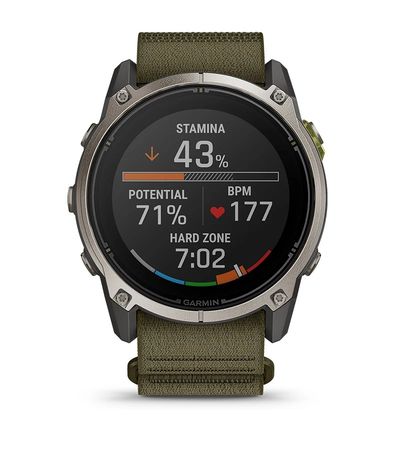 STAMINA
43%
POTENTIAL BPM
71% 177
HARD ZONE
7:02
GARMIN